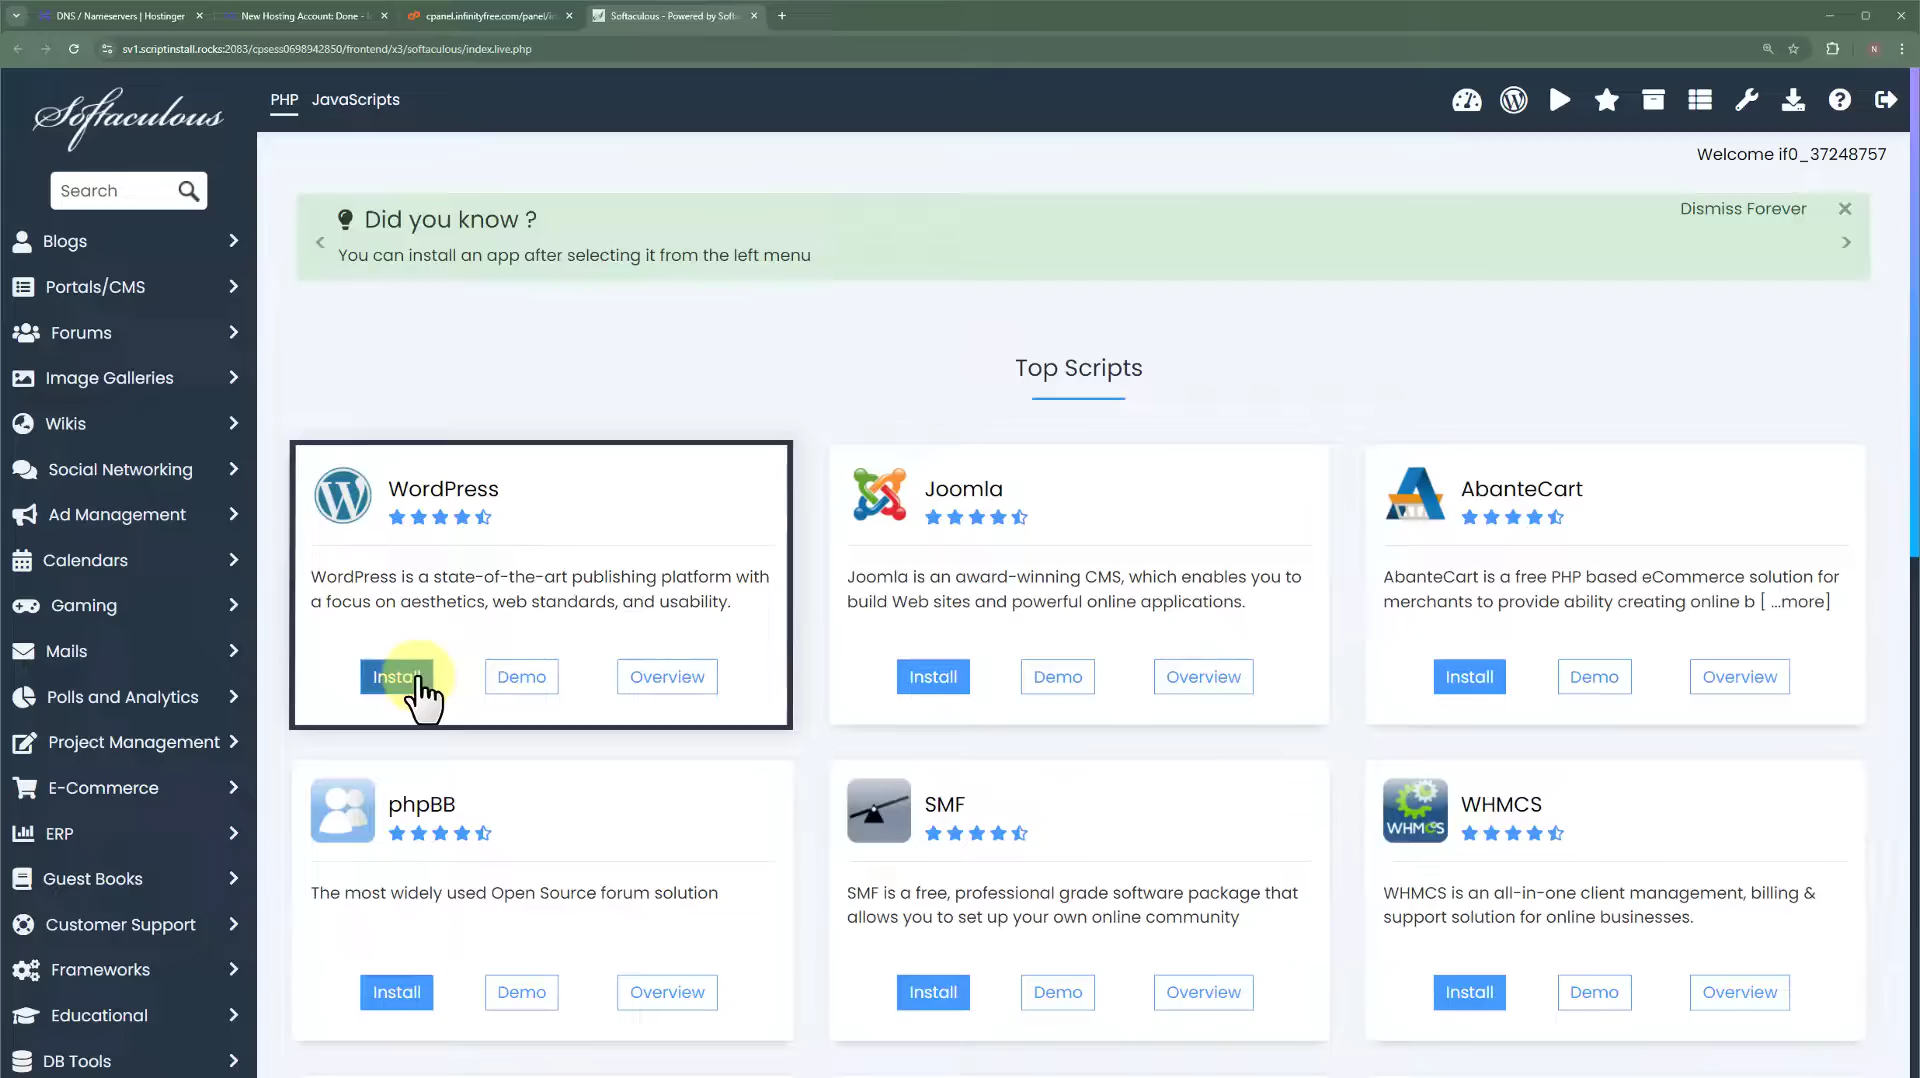 DNS / Nameservers | Hostinger
New Hosting Account: Done -
cpanel.infinityfree.com/panel/in
Softaculous - Powered by Soft
sv1.scriptinstall.rocks:2083/cpsess0698942850/frontend/x3/softaculous/index.live.php
N
Softaculous
PHP JavaScripts
Welcome if0_37248757
Search
Did you know ?
Dismiss Forever
You can install an app after selecting it from the left menu
Blogs
Portals/CMS
Forums
Image Galleries
Wikis
Social Networking
Ad Management
Calendars
Gaming
Mails
Polls and Analytics
Project Management
E-Commerce
ERP
Guest Books
Customer Support
Frameworks
Educational
DB Tools
Top Scripts
WordPress
WordPress is a state-of-the-art publishing platform with
a focus on aesthetics, web standards, and usability.
Install Demo Overview
Joomla
Joomla is an award-winning CMS, which enables you to
build Web sites and powerful online applications.
Install Demo Overview
AbanteCart
AbanteCart is a free PHP based eCommerce solution for
merchants to provide ability creating online b [ ...more]
Install Demo Overview
phpBB
The most widely used Open Source forum solution
Install Demo Overview
SMF
SMF is a free, professional grade software package that
allows you to set up your own online community
Install Demo Overview
WHMCS
WHMCS
WHMCS is an all-in-one client management, billing &
support solution for online businesses.
Install Demo Overview